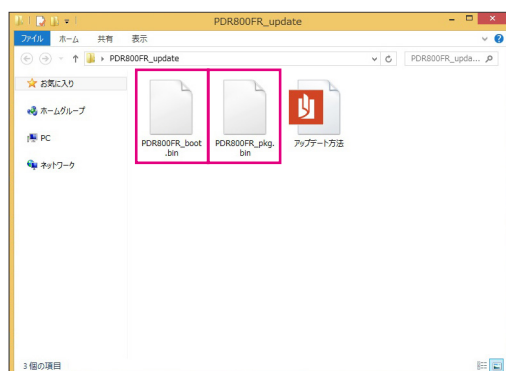 PDR800FR_update
ファイル ホーム 共有 表示
PDR800FR_update
PDR800FR_upda...
お気に入り
ホームグループ
PC
ネットワーク
PDR800FR_boot
.bin
PDR800FR_pkg.
bin
アップデート方法
3 個の項目